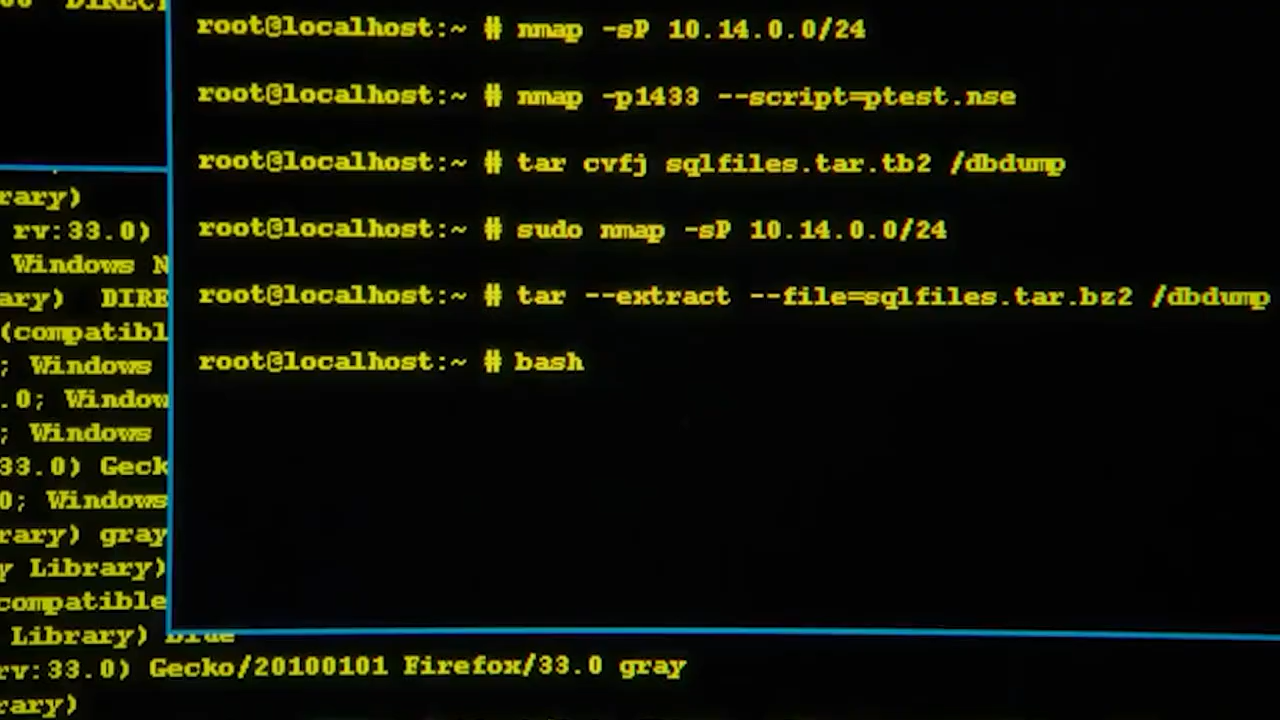 DIRECT
root@localhost:~ # nmap -sP 10.14.0.0/24
root@localhost:~ # nmap -p1433 --script=ptest.nse
root@localhost:~ # tar cvfj sqlfiles.tar.tb2 /dbdump
rary)
rv:33.0)
root@localhost:~ # sudo nmap -sP 10.14.0.0/24
Windows N
ary) DIRE
root@localhost:~ # tar --extract --file=sqlfiles.tar.bz2 /dbdump
(compatibl
; Windows
root@localhost:~ # bash
.0; Window
; Windows
33.0) Geck
0; Windows
rary) gray
y Library)
compatible
Library) blue
rv:33.0) Gecko/20100101 Firefox/33.0 gray
rary)